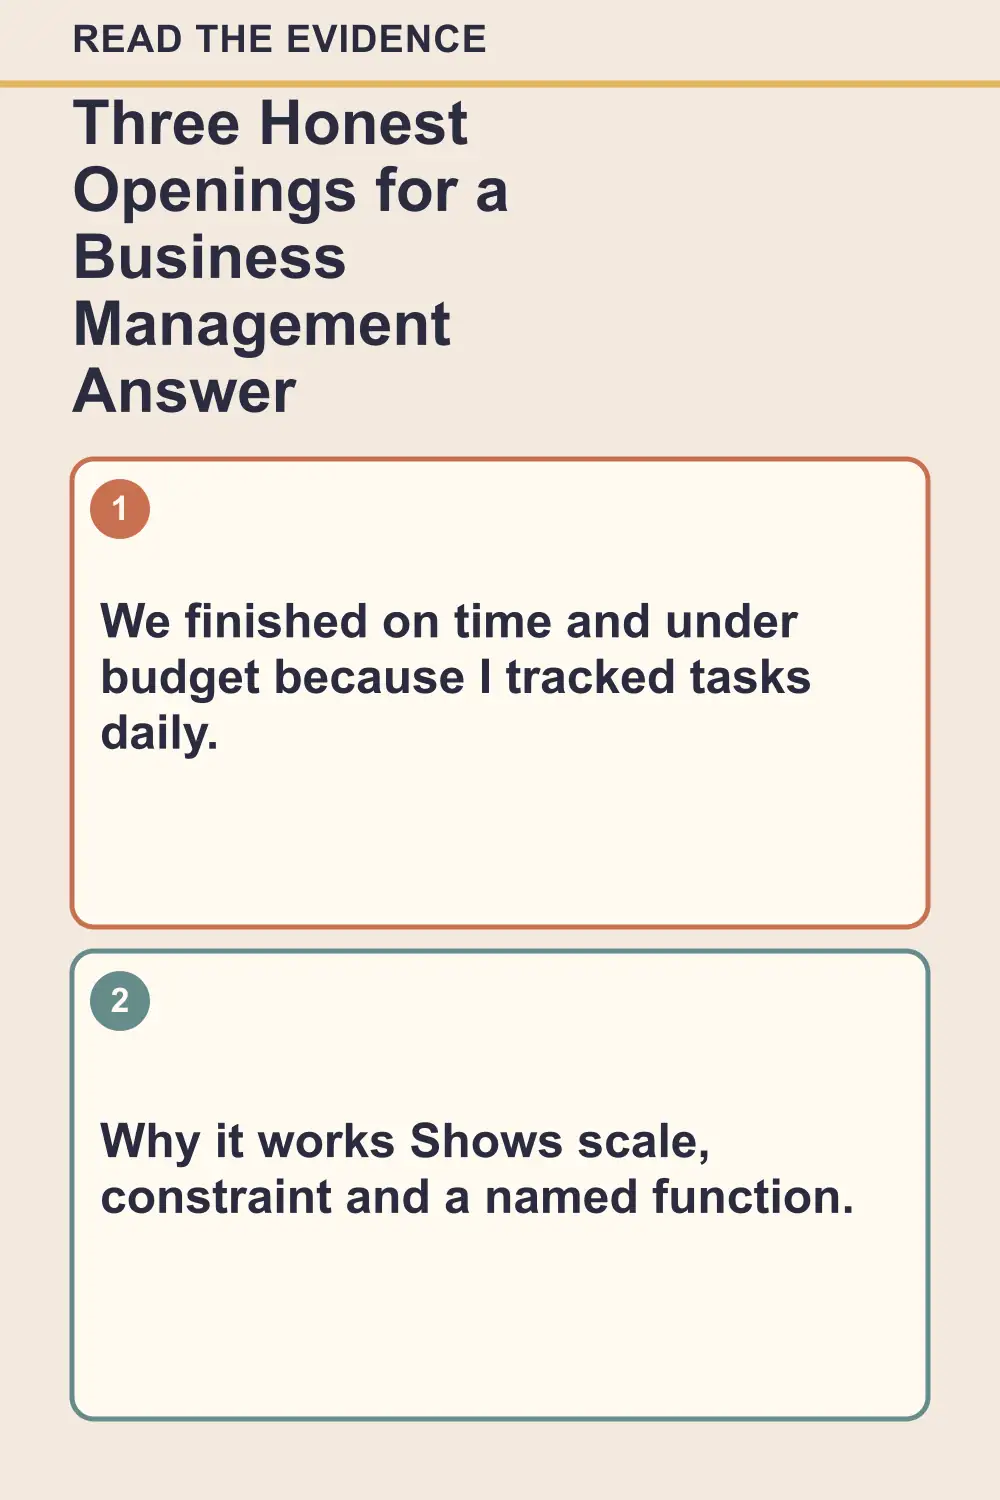 READ THE EVIDENCE
Three Honest
Openings for a
Business
Management
Answer
1
We finished on time and under
budget because I tracked tasks
daily.
2
Why it works Shows scale,
constraint and a named function.